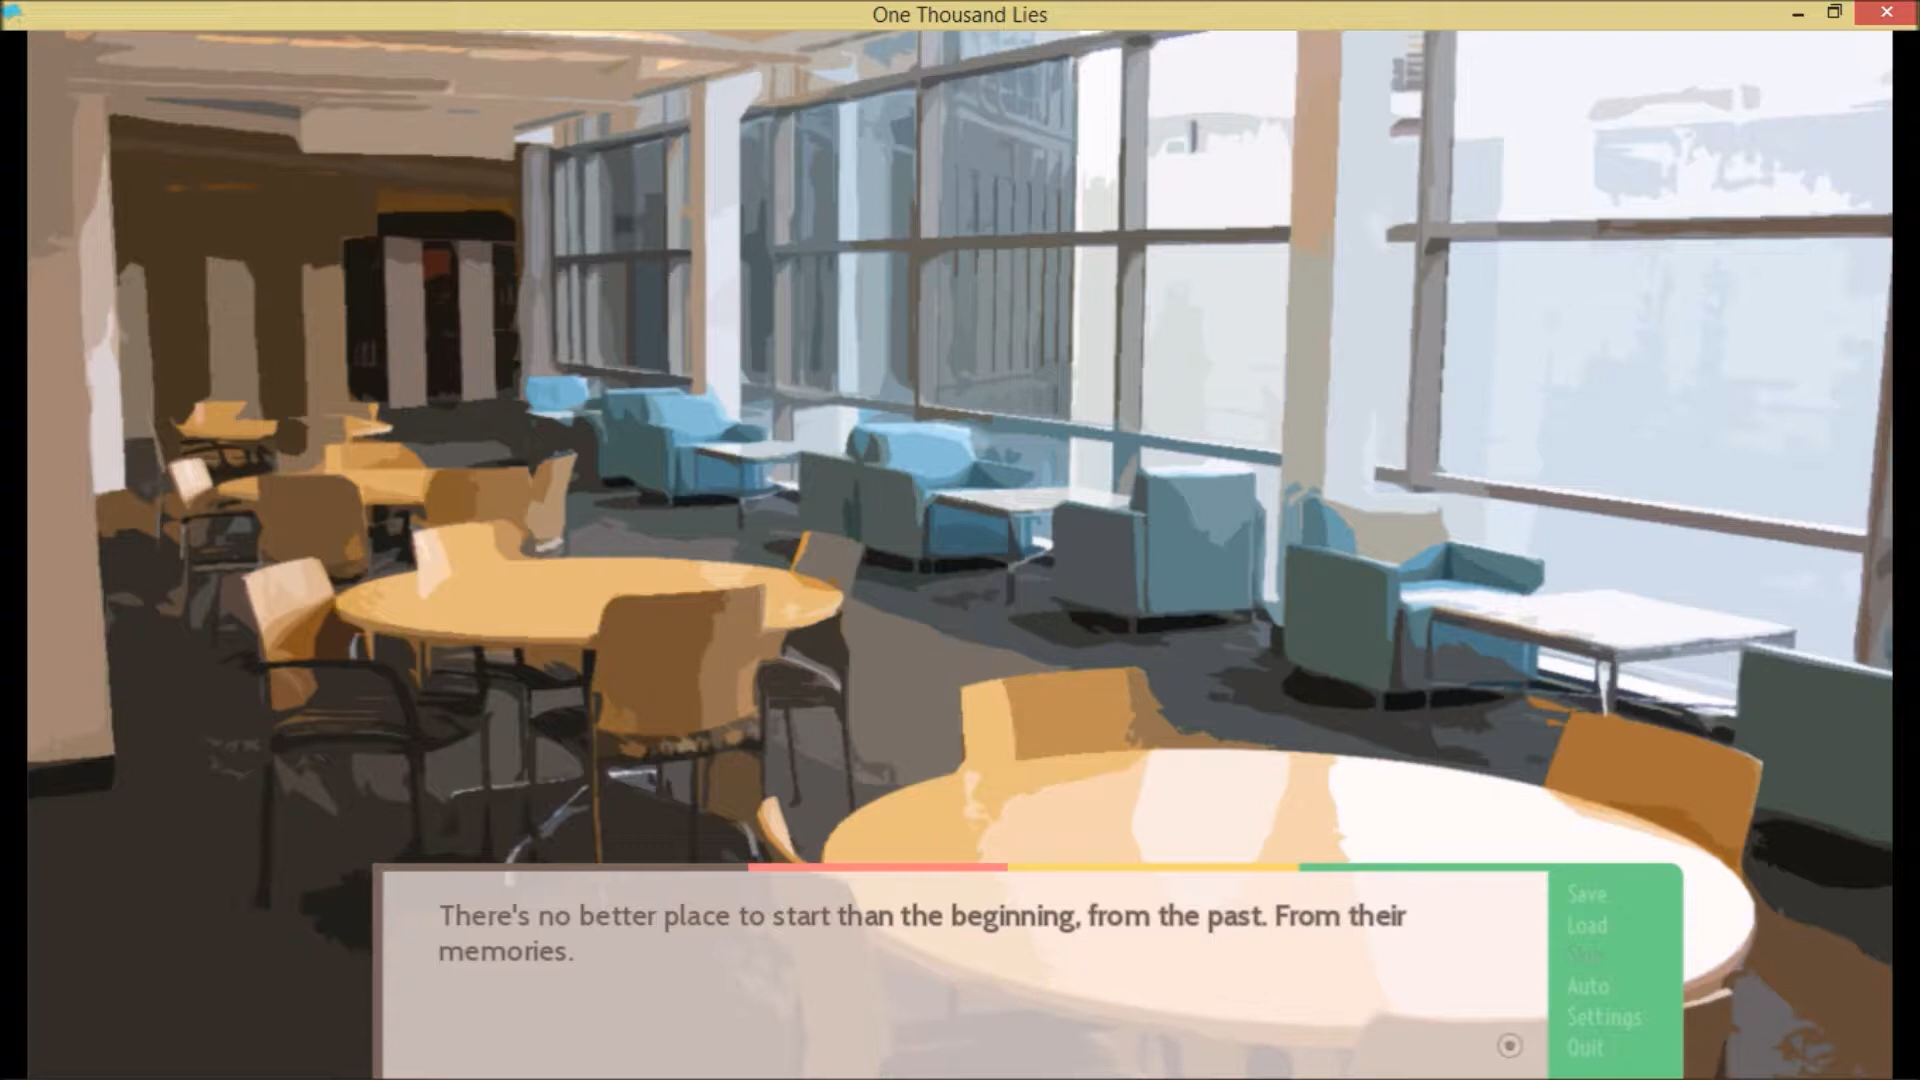 One Thousand Lies
There's no better place to start than the beginning, from the past. From their
memories.
Save
Load
Skip
Auto
Settings
Quit